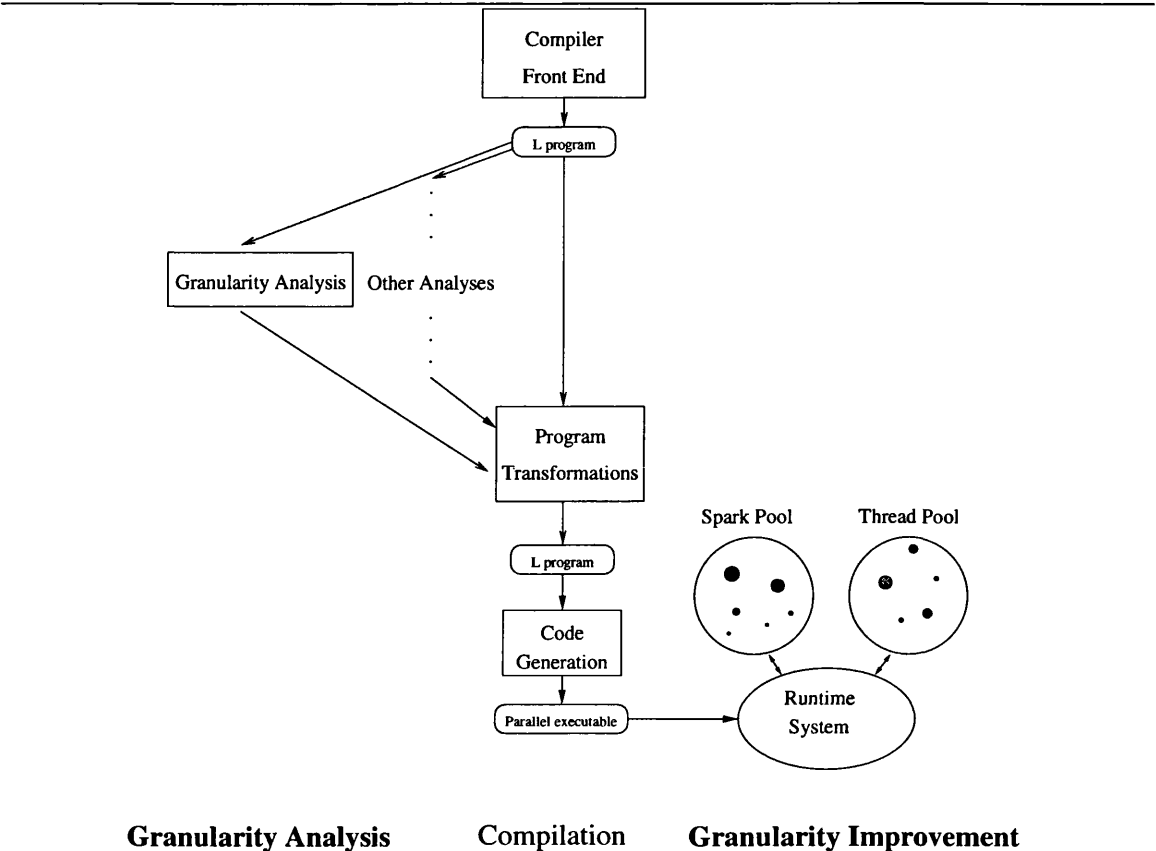 Compiler
Front End
L program
Granularity Analysis
Other Analyses
Program
Transformations
Spark Pool
Thread Pool
L program
Code
Generation
Runtime
System
Parallel executable
Granularity Analysis
Compilation
Granularity Improvement